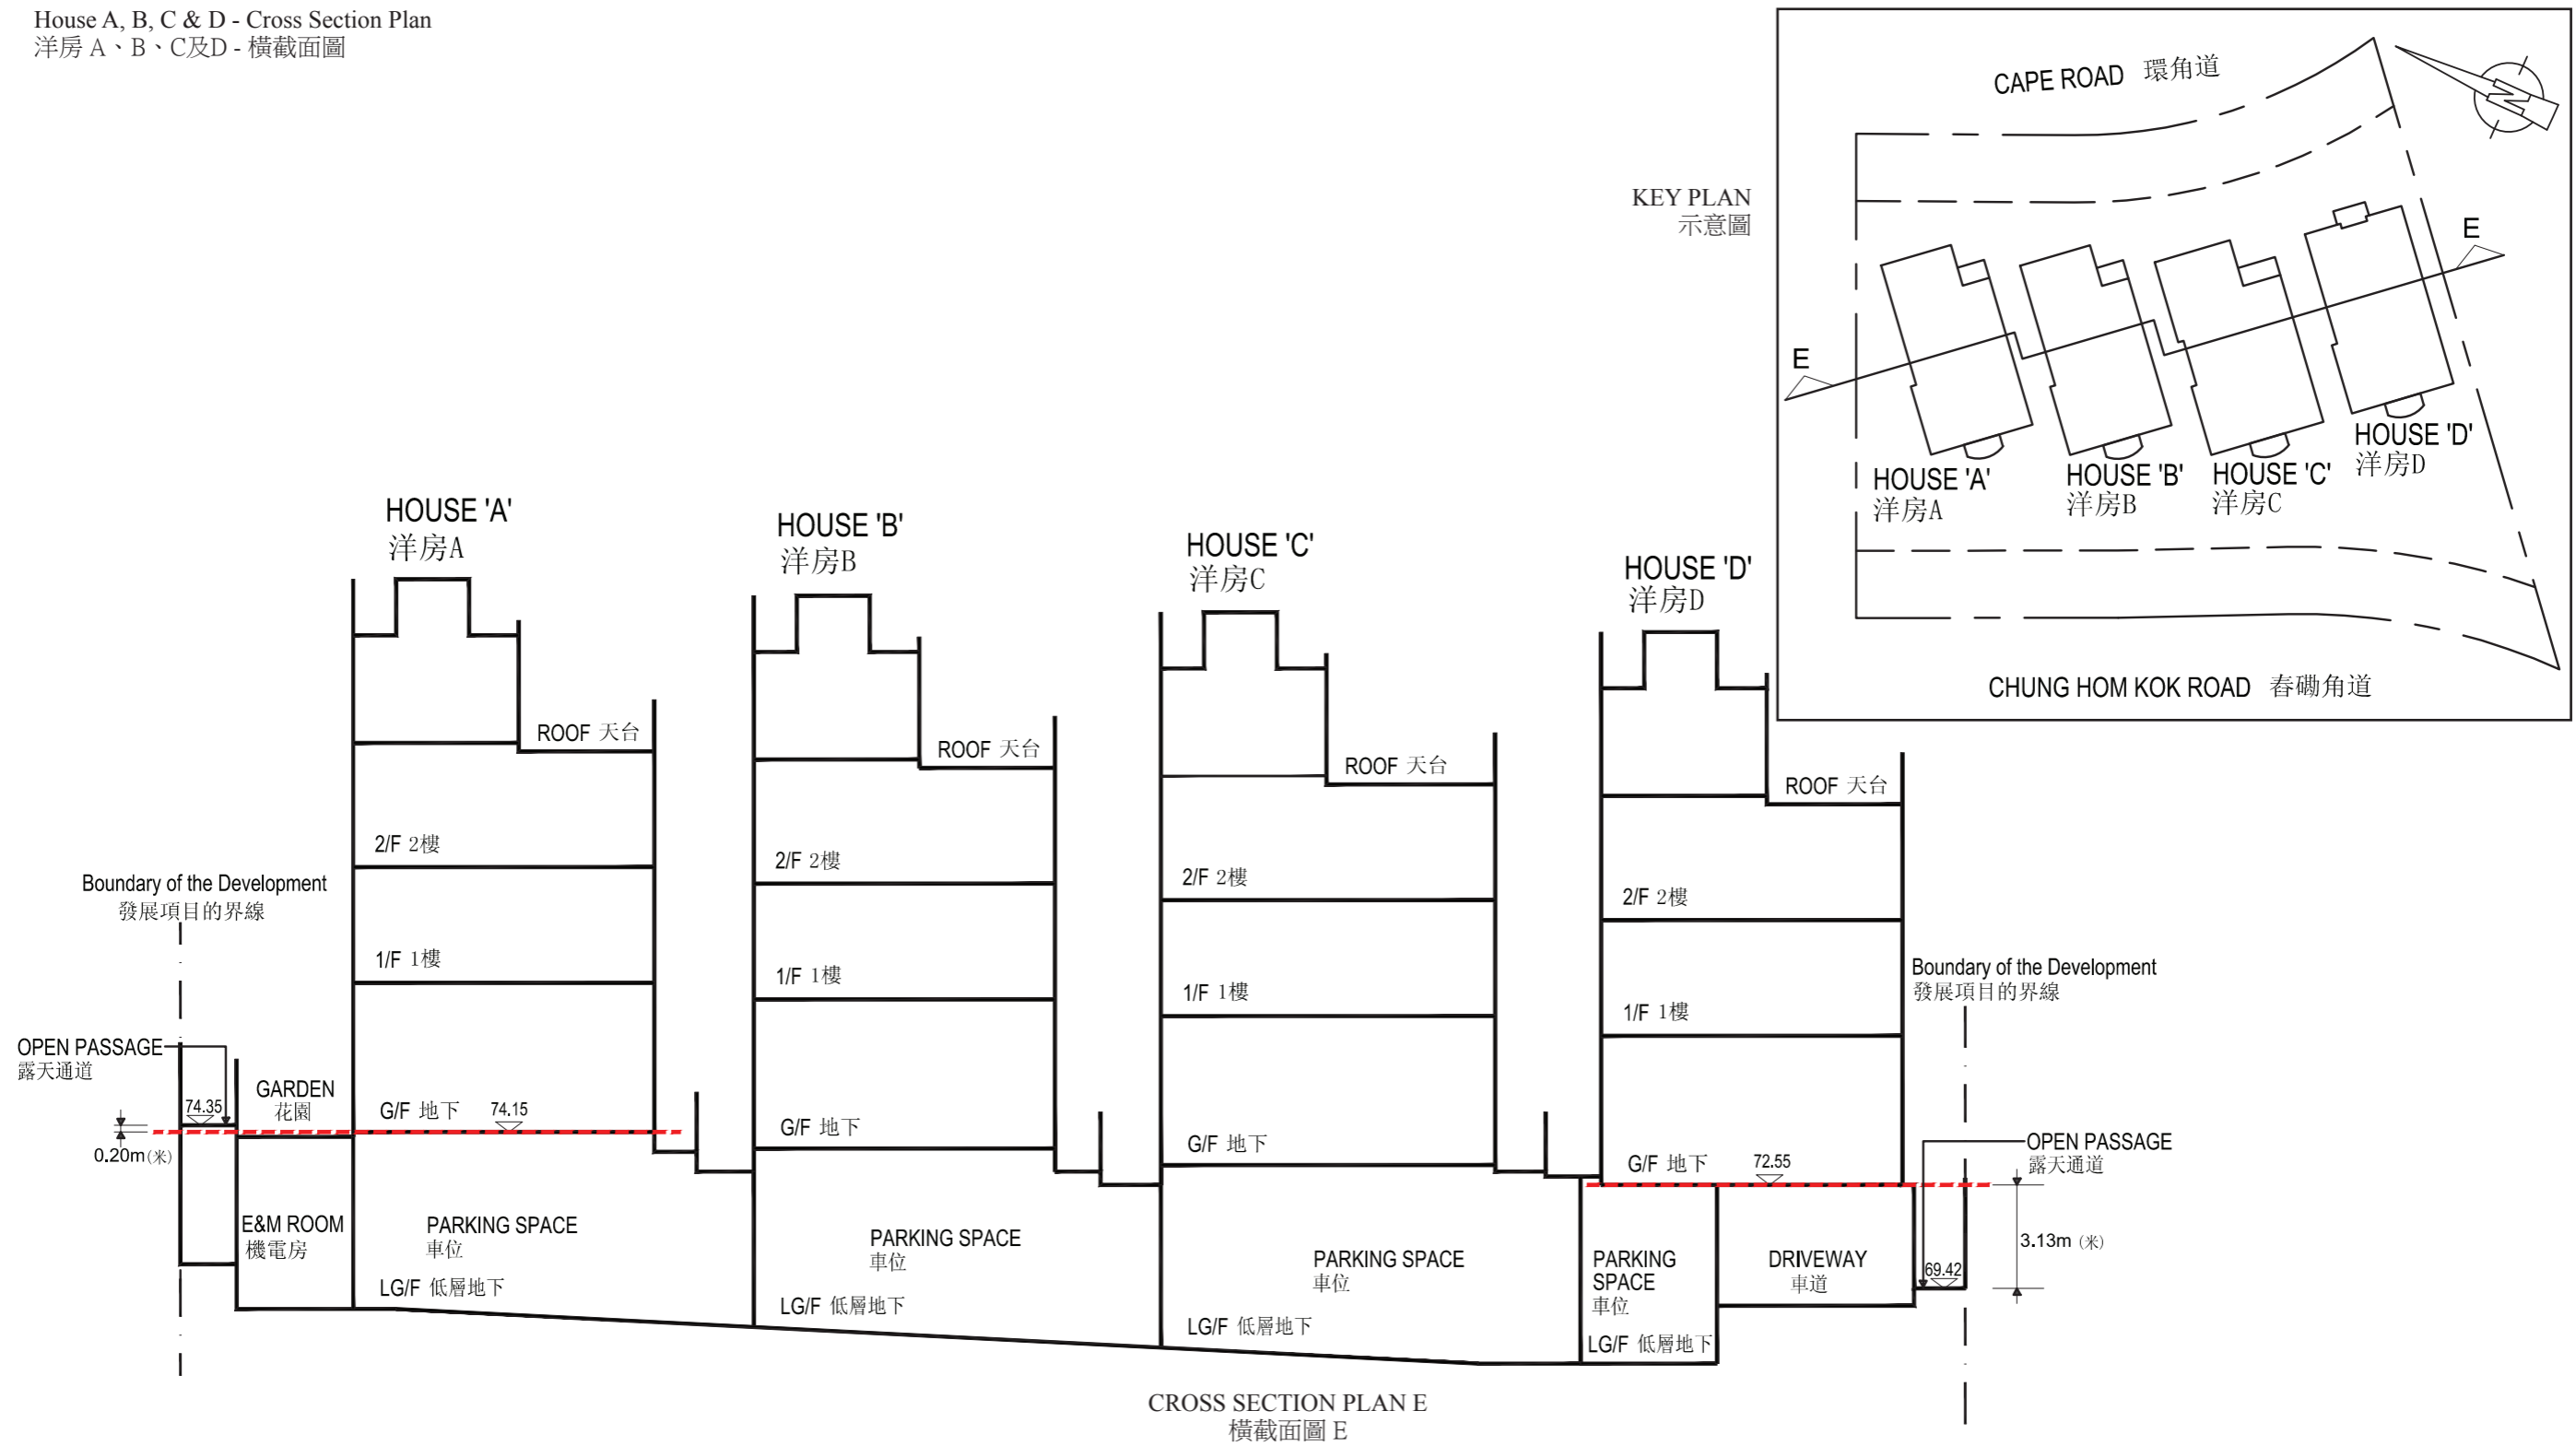 House A, B, C & D - Cross Section Plan
洋房 A、B、C及D - 橫截面圖
KEY PLAN
示意圖
CAPE ROAD 環角道
N
E
E
HOUSE 'A'
洋房A
HOUSE 'B'
洋房B
HOUSE 'C'
洋房C
HOUSE 'D'
洋房D
CHUNG HOM KOK ROAD 舂磡角道
HOUSE 'A'
洋房A
HOUSE 'B'
洋房B
HOUSE 'C'
洋房C
HOUSE 'D'
洋房D
ROOF 天台
ROOF 天台
ROOF 天台
ROOF 天台
2/F 2樓
2/F 2樓
2/F 2樓
2/F 2樓
Boundary of the Development
發展項目的界線
1/F 1樓
1/F 1樓
1/F 1樓
1/F 1樓
Boundary of the Development
發展項目的界線
OPEN PASSAGE
露天通道
74.35
GARDEN
花園
G/F 地下 74.15
G/F 地下
G/F 地下
G/F 地下 72.55
OPEN PASSAGE
露天通道
0.20m(米)
E&M ROOM
機電房
PARKING SPACE
車位
LG/F 低層地下
PARKING SPACE
車位
LG/F 低層地下
PARKING SPACE
車位
LG/F 低層地下
PARKING
SPACE
車位
LG/F 低層地下
DRIVEWAY
車道
69.42
3.13m (米)
CROSS SECTION PLAN E
橫截面圖 E